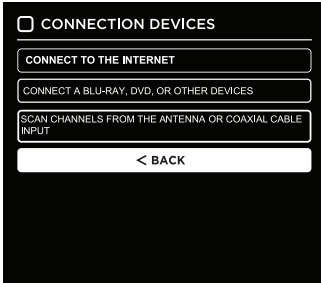 CONNECTION DEVICES
CONNECT TO THE INTERNET
CONNECT A BLU-RAY, DVD, OR OTHER DEVICES
SCAN CHANNELS FROM THE ANTENNA OR COAXIAL CABLE
INPUT
< BACK